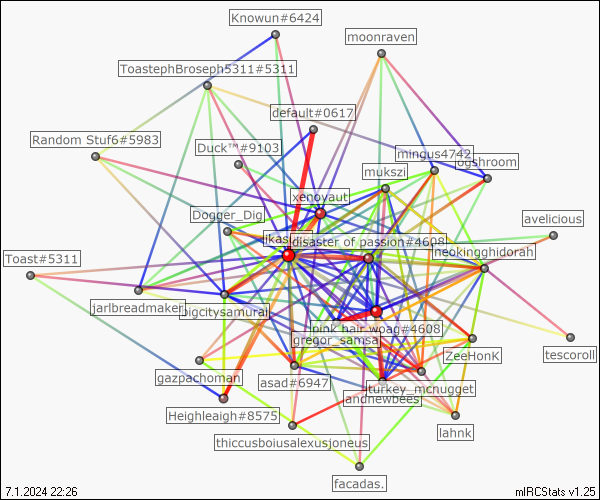 Knowun#6424
moonraven
ToastephBroseph5311#5311
default#0617
Random Stuf6#5983
Duck™#9103
mingus4742
ogshroom
mukszi
xenoyaut
Dogger_Dig
avelicious
disaster of passion#4608
neokingghidorah
Toast#5311
jarlbreadmaker
bigcitysamurai
pink hair woag#4608
gregor_samsa
ZeeHonK
tescoroll
gazpachoman
asad#6947
turkey_mcnugget
andnewbees
Heighleaigh#8575
lahnk
thiccusboiusalexusjoneus
facadas.
7.1.2024 22:26
mIRCStats v1.25